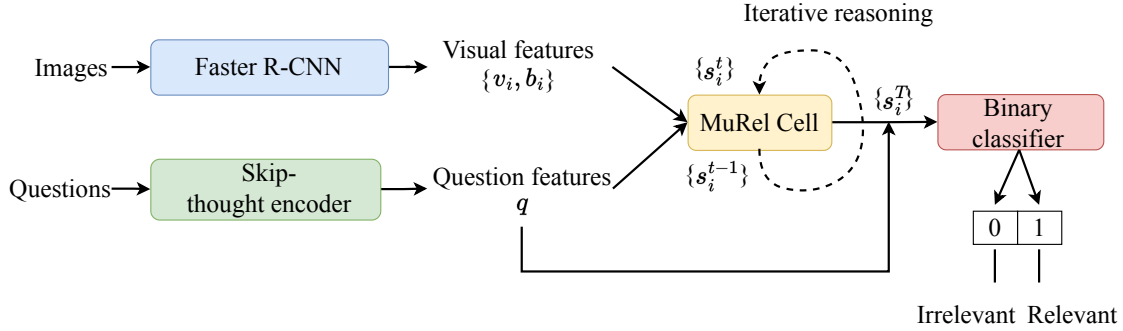 Iterative reasoning
Images
Faster R-CNN
Visual features
{v_i, b_i}
{s_i^t}
MuRel Cell
{s_i^T}
Binary
classifier
{s_i^{t-1}}
Questions
Skip-
thought encoder
Question features
q
0 1
Irrelevant Relevant